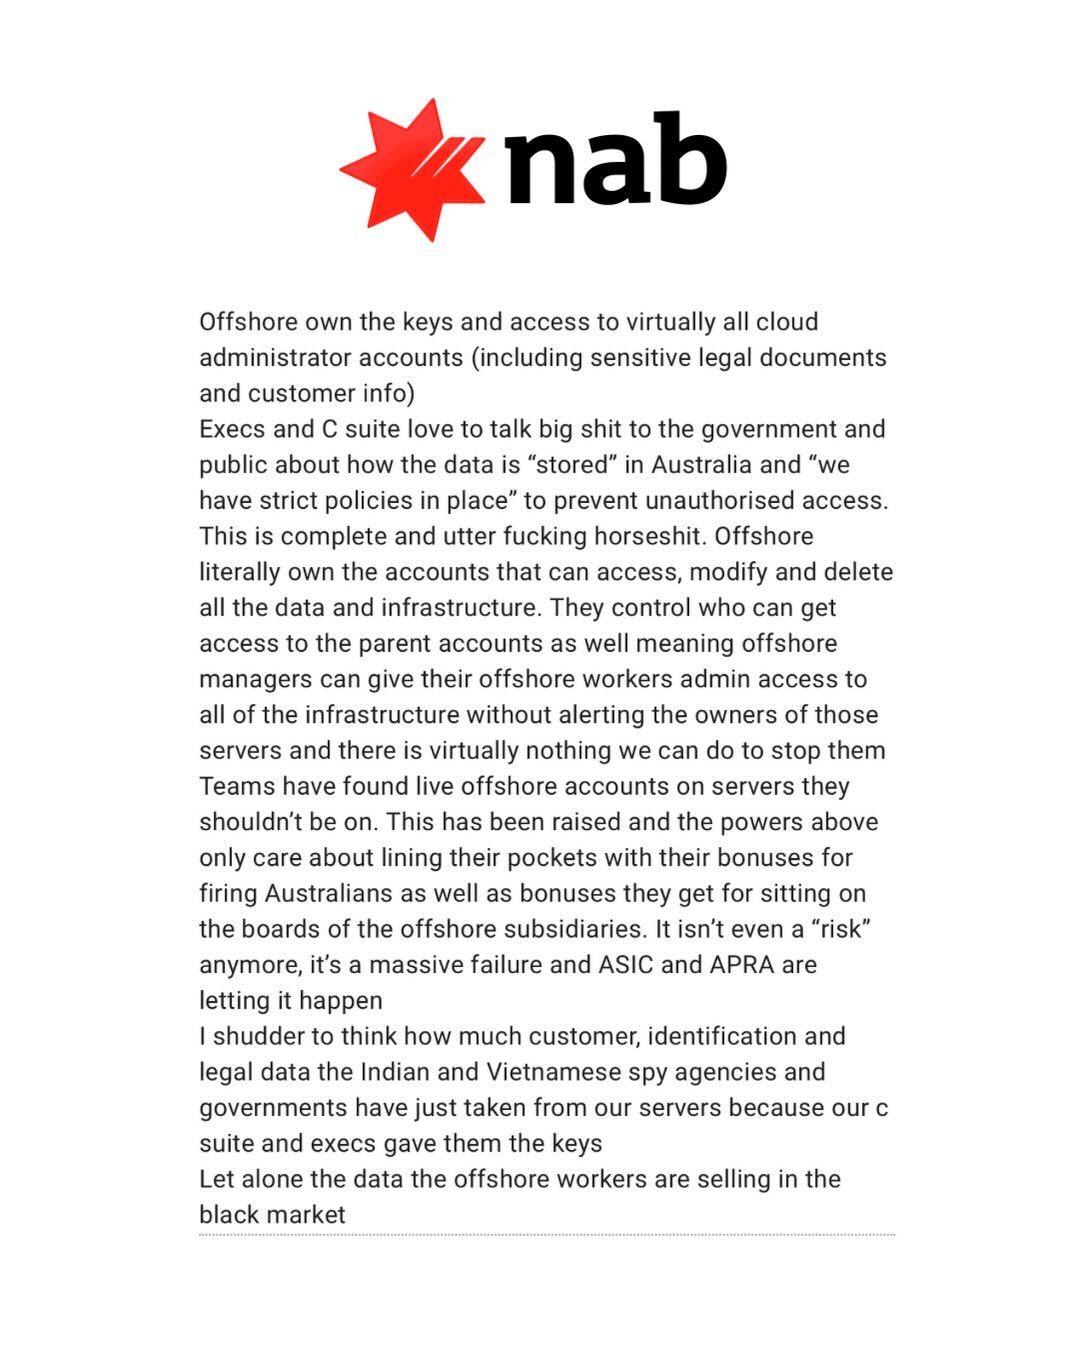 nab
Offshore own the keys and access to virtually all cloud
administrator accounts (including sensitive legal documents
and customer info)
Execs and C suite love to talk big shit to the government and
public about how the data is “stored” in Australia and “we
have strict policies in place” to prevent unauthorised access.
This is complete and utter fucking horseshit. Offshore
literally own the accounts that can access, modify and delete
all the data and infrastructure. They control who can get
access to the parent accounts as well meaning offshore
managers can give their offshore workers admin access to
all of the infrastructure without alerting the owners of those
servers and there is virtually nothing we can do to stop them
Teams have found live offshore accounts on servers they
shouldn’t be on. This has been raised and the powers above
only care about lining their pockets with their bonuses for
firing Australians as well as bonuses they get for sitting on
the boards of the offshore subsidiaries. It isn’t even a “risk”
anymore, it’s a massive failure and ASIC and APRA are
letting it happen
I shudder to think how much customer, identification and
legal data the Indian and Vietnamese spy agencies and
governments have just taken from our servers because our c
suite and execs gave them the keys
Let alone the data the offshore workers are selling in the
black market